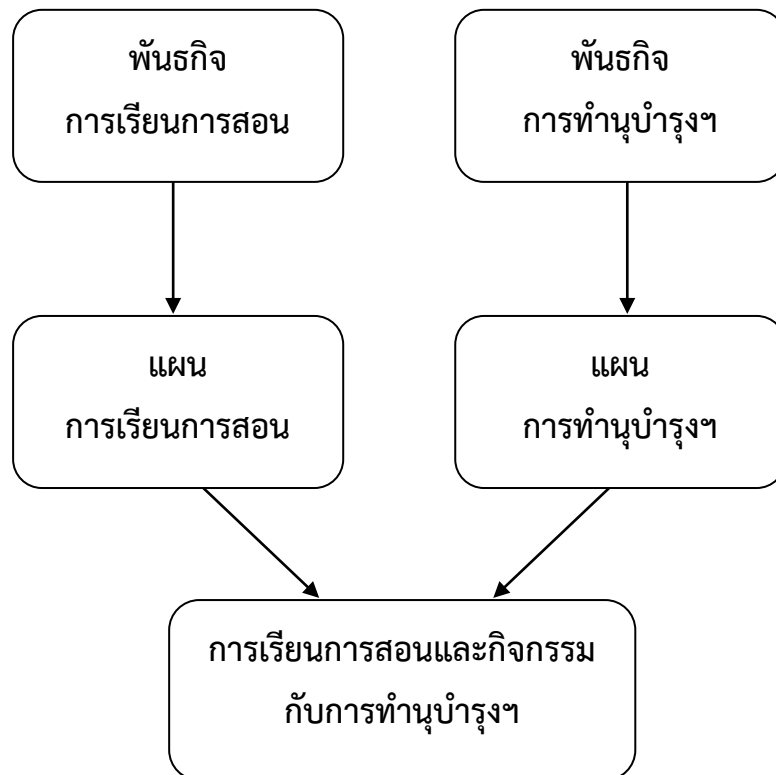 พันธกิจ
การเรียนการสอน
พันธกิจ
การทำนุบำรุงฯ
แผน
การเรียนการสอน
แผน
การทำนุบำรุงฯ
การเรียนการสอนและกิจกรรม
กับการทำนุบำรุงฯ